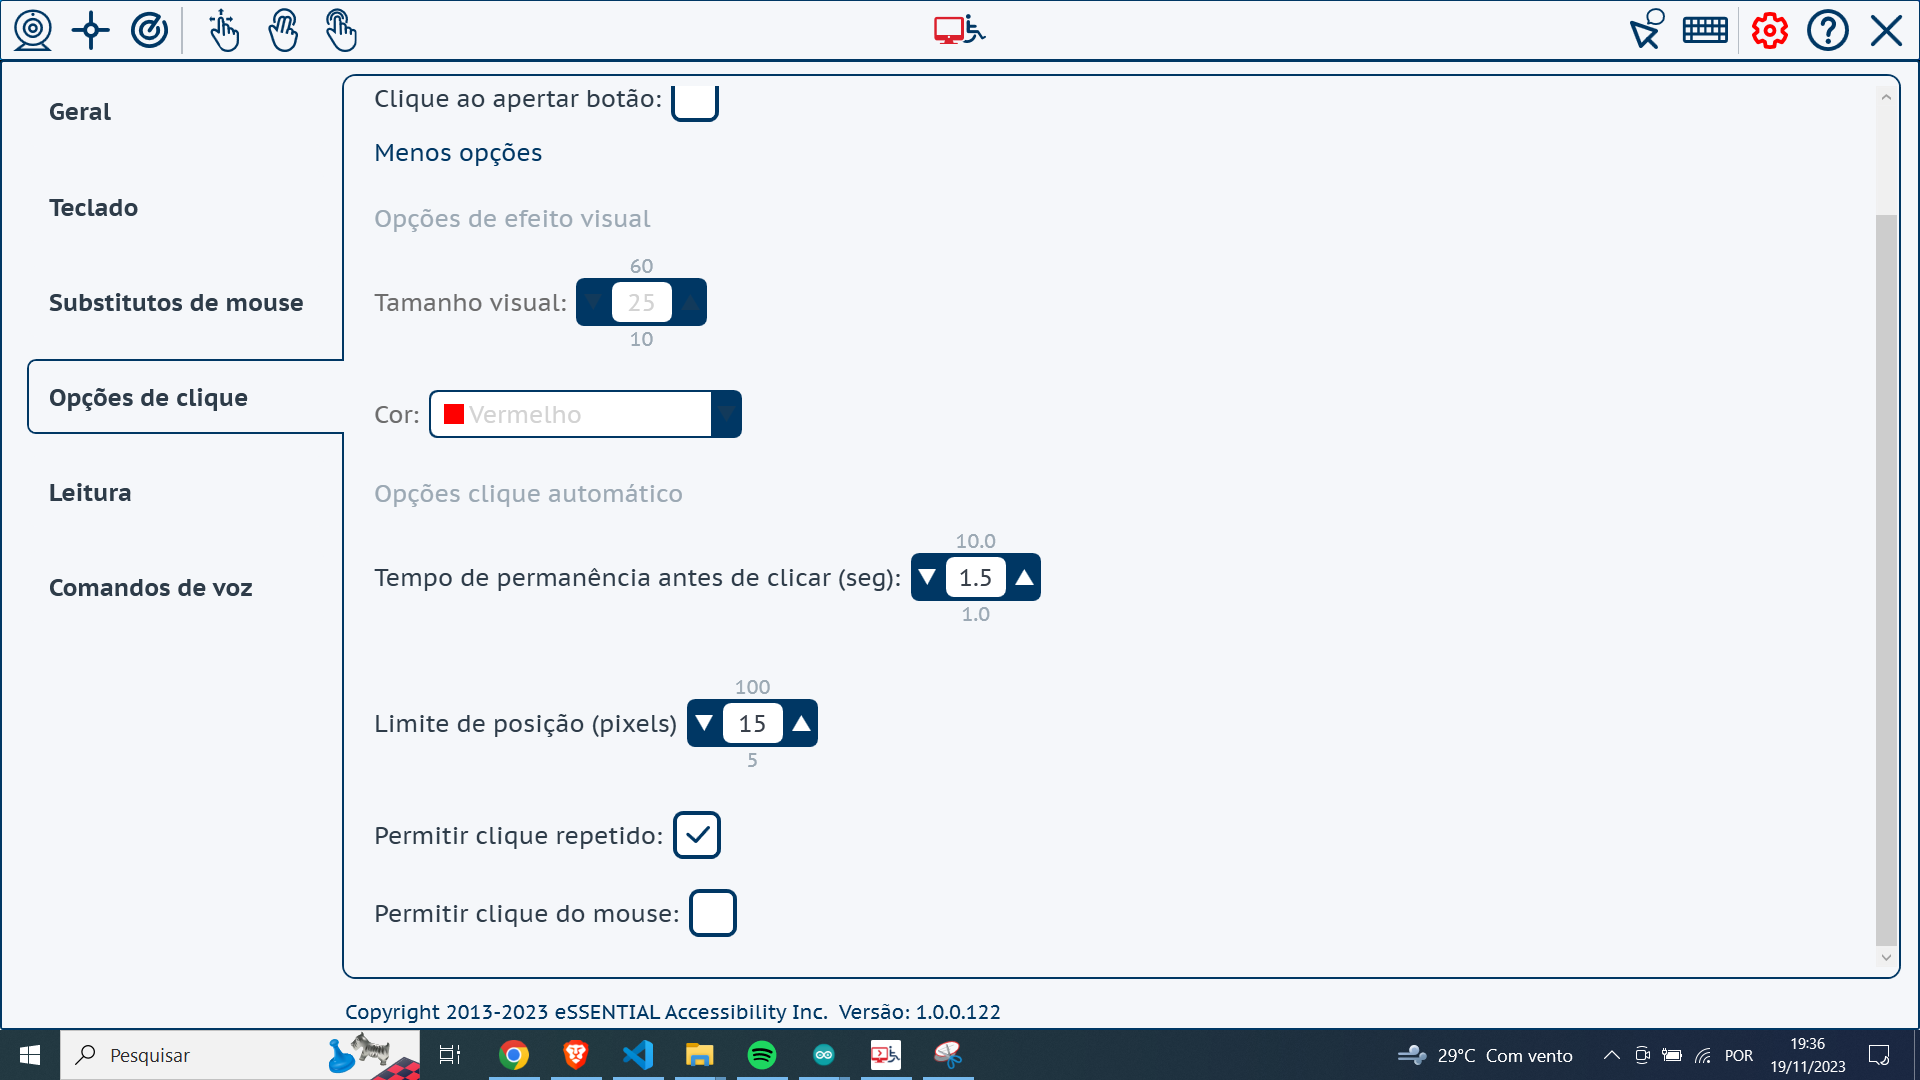 Geral
Teclado
Substitutos de mouse
Opções de clique
Leitura
Comandos de voz
Clique ao apertar botão:
Menos opções
Opções de efeito visual
60
Tamanho visual: 25
10
Cor: Vermelho
Opções clique automático
10.0
Tempo de permanência antes de clicar (seg): 1.5
1.0
100
Limite de posição (pixels) 15
5
Permitir clique repetido:
Permitir clique do mouse:
Copyright 2013-2023 eSSENTIAL Accessibility Inc. Versão: 1.0.0.122
Pesquisar
29°C Com vento
POR
19:36
19/11/2023